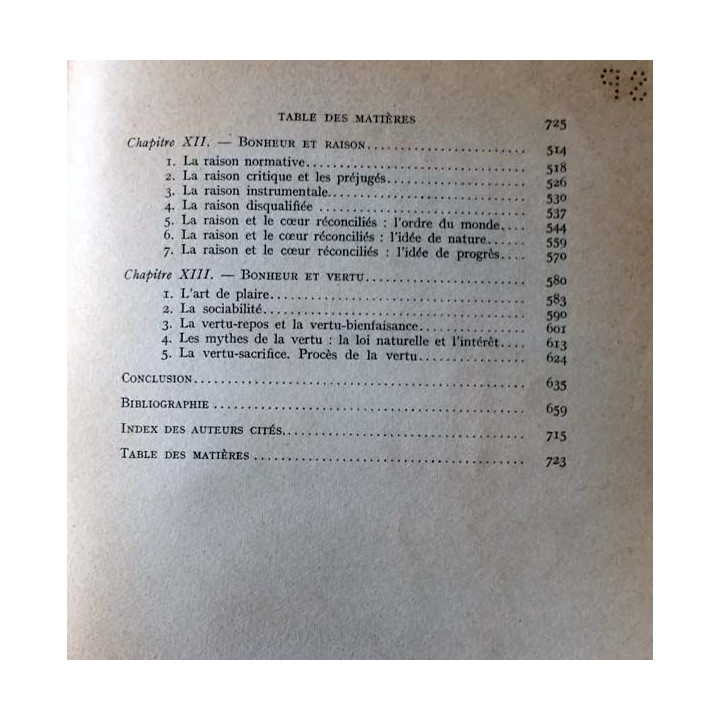 98
TABLE DES MATIÈRES 725
Chapitre XII. — BONHEUR ET RAISON 514
1. La raison normative 518
2. La raison critique et les préjugés 526
3. La raison instrumentale 530
4. La raison disqualifiée 537
5. La raison et le cœur réconciliés : l'ordre du monde 544
6. La raison et le cœur réconciliés : l'idée de nature 559
7. La raison et le cœur réconciliés : l'idée de progrès 570
Chapitre XIII. — BONHEUR ET VERTU 580
1. L'art de plaire 583
2. La sociabilité 590
3. La vertu-repos et la vertu-bienfaisance 601
4. Les mythes de la vertu : la loi naturelle et l'intérêt 613
5. La vertu-sacrifice. Procès de la vertu 624
CONCLUSION 635
BIBLIOGRAPHIE 659
INDEX DES AUTEURS CITÉS 715
TABLE DES MATIÈRES 723